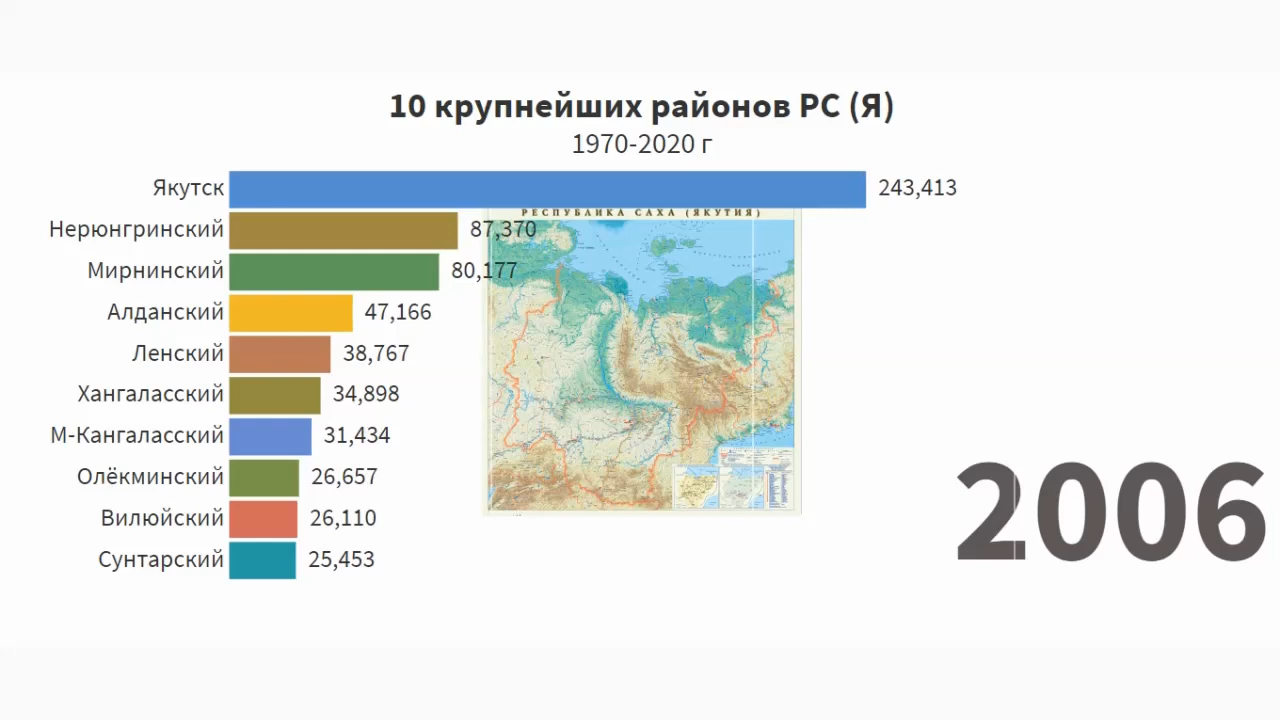 10 крупнейших районов РС (Я)
1970-2020 г
Якутск 243,413
РЕСПУБЛИКА САХА (ЯКУТИЯ)
Нерюнгринский 87,370
Мирнинский 80,177
Алданский 47,166
Ленский 38,767
Хангаласский 34,898
М-Кангаласский 31,434
Олёкминский 26,657
Вилюйский 26,110
Сунтарский 25,453
2006